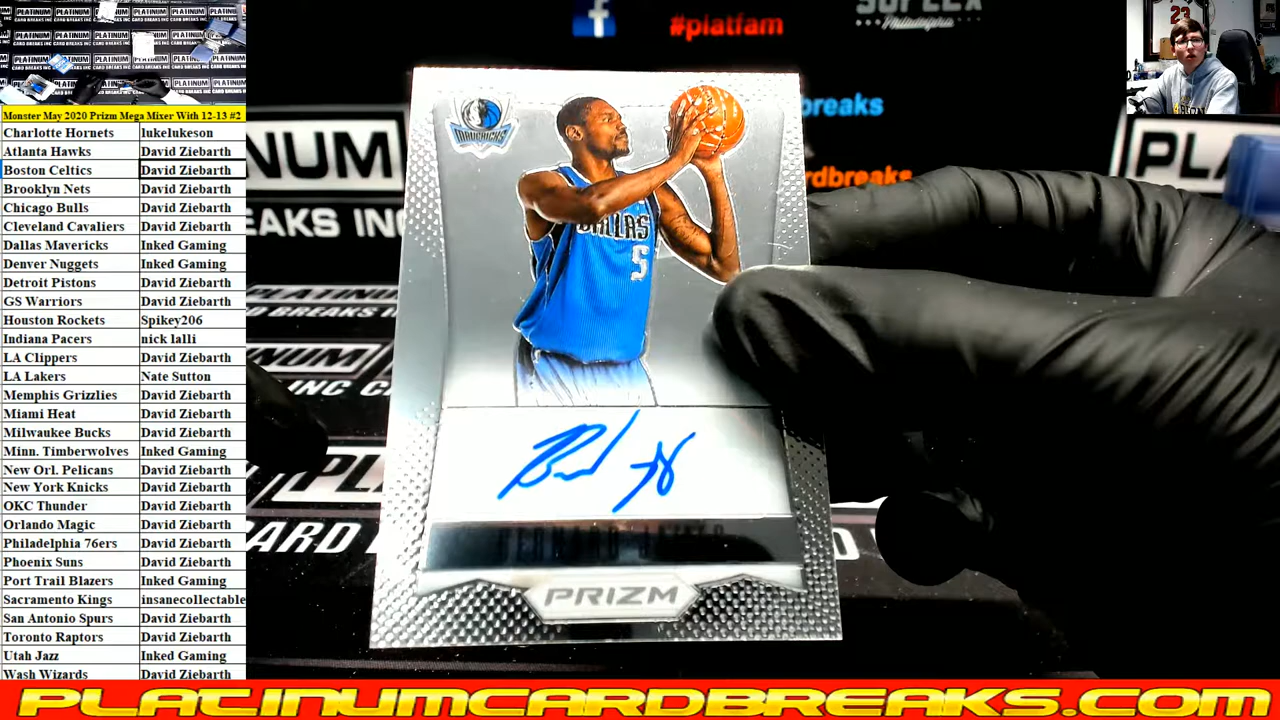 Monster May 2020 Prizm Mega Mixer With 12-13 #2
Charlotte Hornets lukelukeson
Atlanta Hawks David Ziebarth
Boston Celtics David Ziebarth
Brooklyn Nets David Ziebarth
Chicago Bulls David Ziebarth
Cleveland Cavaliers David Ziebarth
Dallas Mavericks Inked Gaming
Denver Nuggets Inked Gaming
Detroit Pistons David Ziebarth
GS Warriors David Ziebarth
Houston Rockets Spikey206
Indiana Pacers nick lalli
LA Clippers David Ziebarth
LA Lakers Nate Sutton
Memphis Grizzlies David Ziebarth
Miami Heat David Ziebarth
Milwaukee Bucks David Ziebarth
Minn. Timberwolves Inked Gaming
New Orl. Pelicans David Ziebarth
New York Knicks David Ziebarth
OKC Thunder David Ziebarth
Orlando Magic David Ziebarth
Philadelphia 76ers David Ziebarth
Phoenix Suns David Ziebarth
Port Trail Blazers Inked Gaming
Sacramento Kings insanecollectable
San Antonio Spurs David Ziebarth
Toronto Raptors David Ziebarth
Utah Jazz Inked Gaming
Wash Wizards David Ziebarth
#platfam
Philadelphia
breaks
rdbreaks
MAVERICKS
DALLAS
5
PRIZM
23
PLATINUMCARDBREAKS.COM